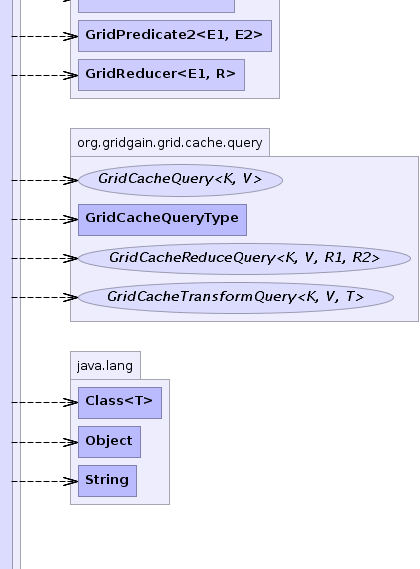 GridPredicate2<E1, E2>
GridReducer<E1, R>
org.gridgain.grid.cache.query
GridCacheQuery<K, V>
GridCacheQueryType
GridCacheReduceQuery<K, V, R1, R2>
GridCacheTransformQuery<K, V, T>
java.lang
Class<T>
Object
String